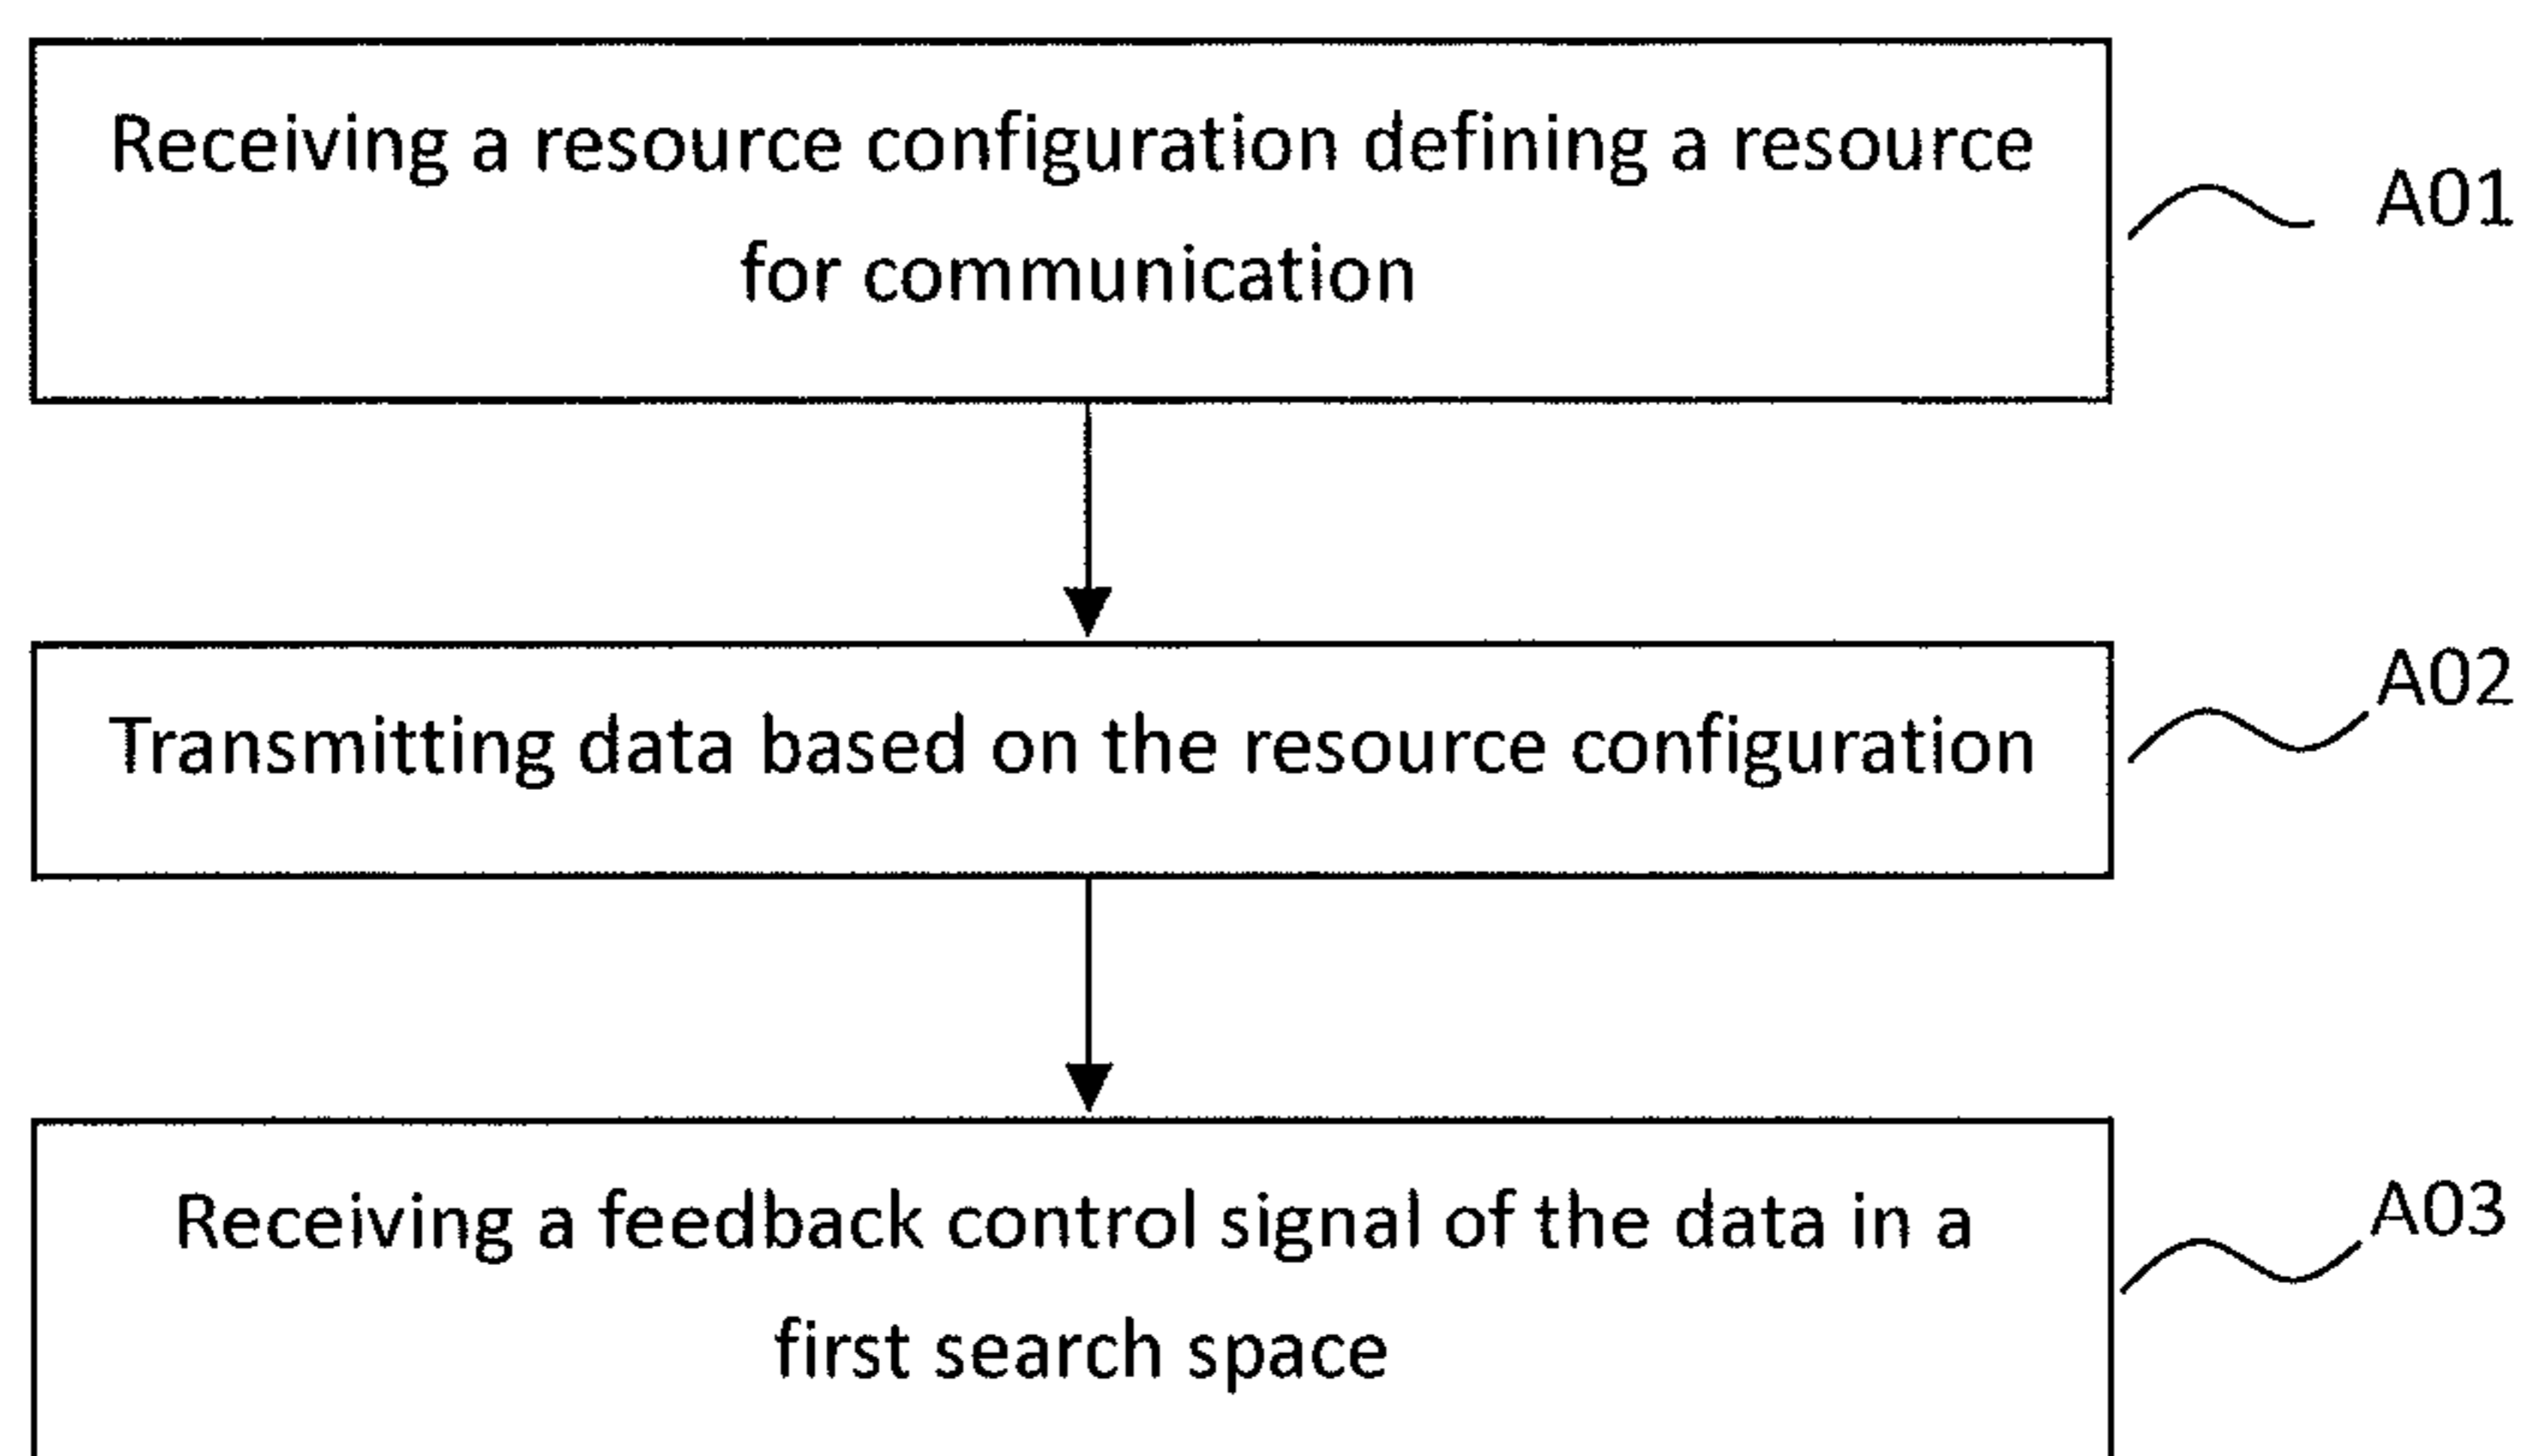 Receiving a resource configuration defining a resource
for communication
A01
A02
Transmitting data based on the resource configuration
A03
Receiving a feedback control signal of the data in a
first search space